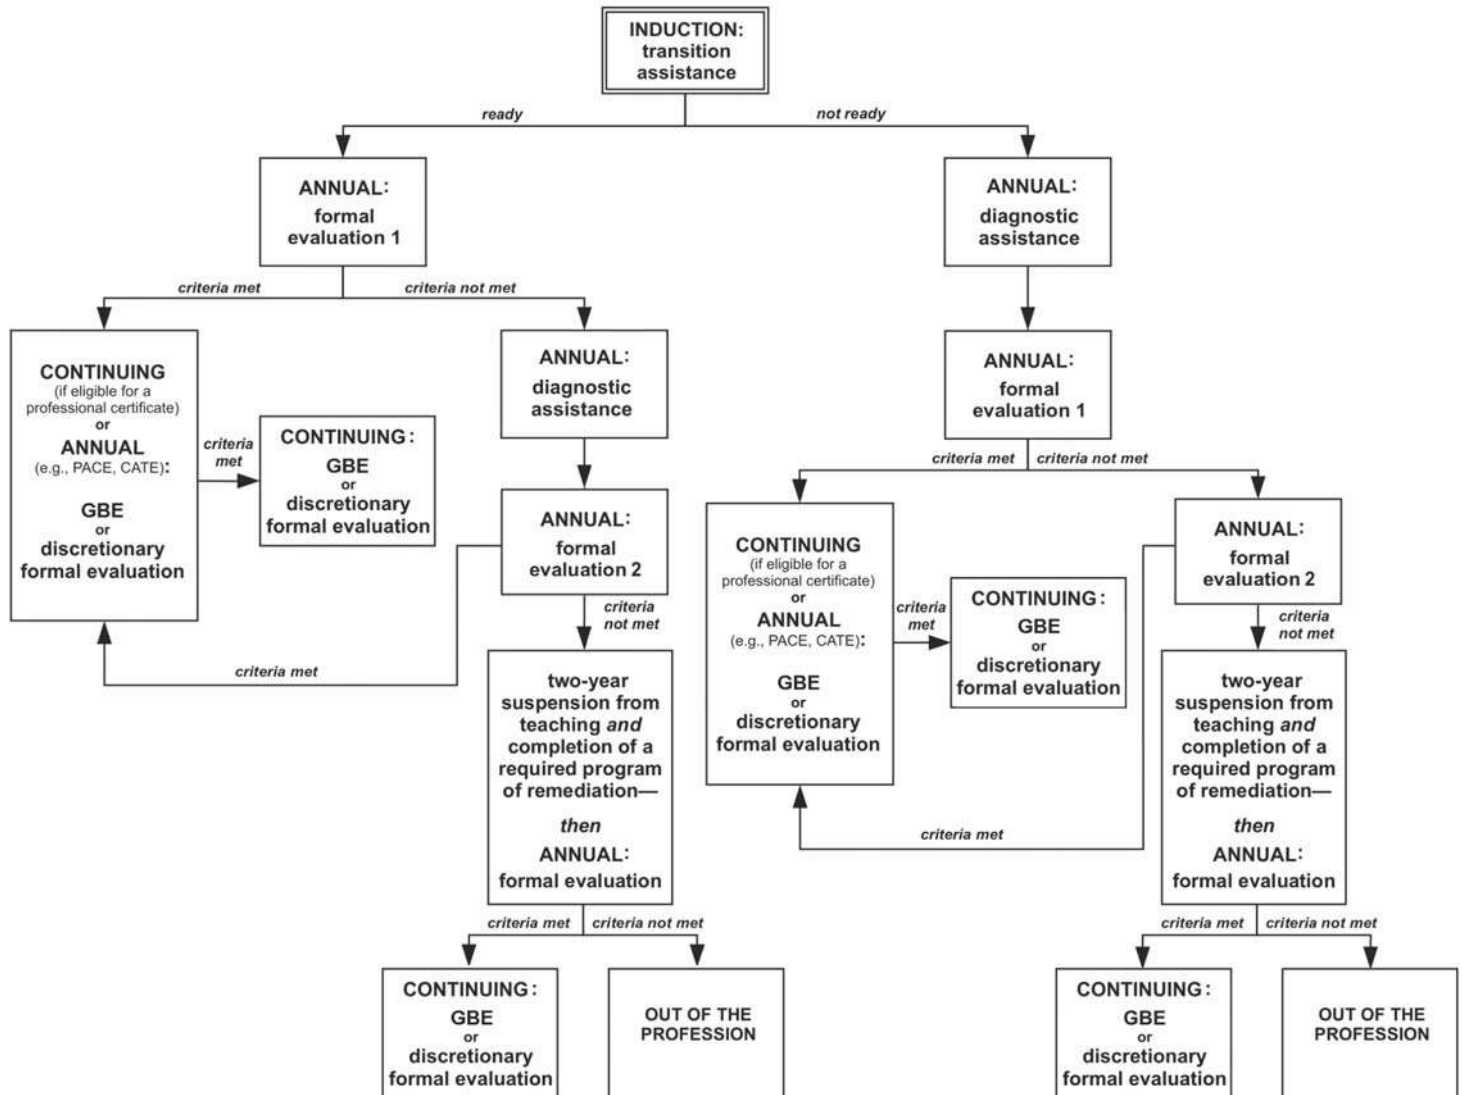 INDUCTION:
transition
assistance
ready
not ready
ANNUAL:
formal
evaluation 1
ANNUAL:
diagnostic
assistance
criteria met
criteria not met
CONTINUING
(if eligible for a
professional certificate)
or
ANNUAL
(e.g., PACE, CATE):
GBE
or
discretionary
formal evaluation
criteria
met
CONTINUING:
GBE
or
discretionary
formal evaluation
ANNUAL:
diagnostic
assistance
ANNUAL:
formal
evaluation 2
criteria
not met
criteria met
two-year
suspension from
teaching and
completion of a
required program
of remediation—
then
ANNUAL:
formal evaluation
criteria met
criteria not met
CONTINUING:
GBE
or
discretionary
formal evaluation
OUT OF THE
PROFESSION
ANNUAL:
formal
evaluation 1
criteria met
criteria not met
CONTINUING
(if eligible for a
professional certificate)
or
ANNUAL
(e.g., PACE, CATE):
GBE
or
discretionary
formal evaluation
criteria
met
CONTINUING:
GBE
or
discretionary
formal evaluation
ANNUAL:
formal
evaluation 2
criteria
not met
criteria met
two-year
suspension from
teaching and
completion of a
required program
of remediation—
then
ANNUAL:
formal evaluation
criteria met
criteria not met
CONTINUING:
GBE
or
discretionary
formal evaluation
OUT OF THE
PROFESSION